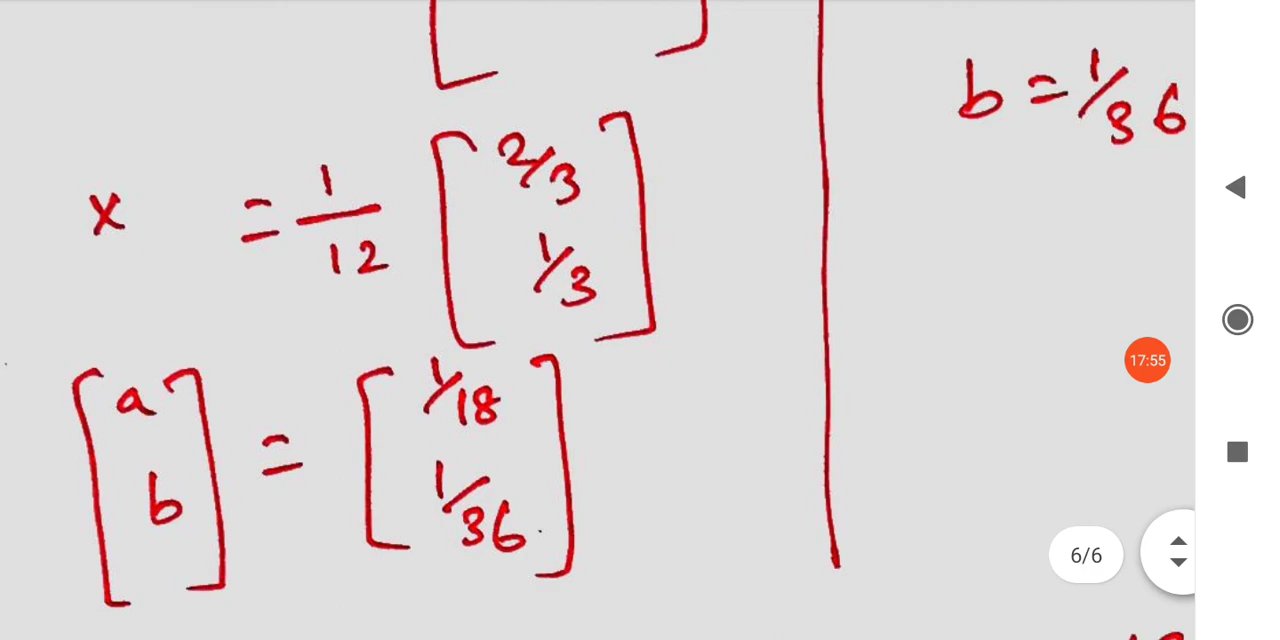 x = 1/12 [2/3
1/3]
[a
b] = [1/18
1/36]
b = 1/36
17:55
6/6